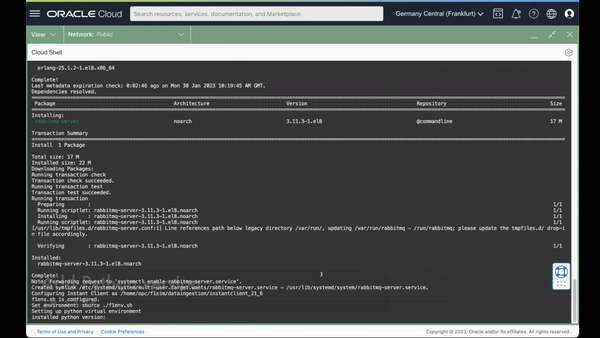 ORACLE Cloud
Search resources, services, documentation, and Marketplace
Germany Central (Frankfurt)
View
Network: Public
Cloud Shell
erlang-25.1.2-1.el8.x86_64
Complete!
Last metadata expiration check: 0:02:46 ago on Mon 30 Jan 2023 10:19:45 AM GMT.
Dependencies resolved.
Package Architecture Version Repository Size
Installing:
rabbitmq-server noarch 3.11.3-1.el8 @commandline 17 M
Transaction Summary
Install 1 Package
Total size: 17 M
Installed size: 22 M
Downloading Packages:
Running transaction check
Transaction check succeeded.
Running transaction test
Transaction test succeeded.
Running transaction
Preparing : 1/1
Running scriptlet: rabbitmq-server-3.11.3-1.el8.noarch 1/1
Installing : rabbitmq-server-3.11.3-1.el8.noarch 1/1
Running scriptlet: rabbitmq-server-3.11.3-1.el8.noarch 1/1
[/usr/lib/tmpfiles.d/rabbitmq-server.conf:1] Line references path below legacy directory /var/run/, updating /var/run/rabbitmq → /run/rabbitmq; please update the tmpfiles.d/ drop-i
n file accordingly.
Verifying : rabbitmq-server-3.11.3-1.el8.noarch 1/1
Installed:
rabbitmq-server-3.11.3-1.el8.noarch
Complete!
Note: Forwarding request to 'systemctl enable rabbitmq-server.service'.
Created symlink /etc/systemd/system/multi-user.target.wants/rabbitmq-server.service → /usr/lib/systemd/system/rabbitmq-server.service.
Configuring Instant Client as /home/opc/fisim/dataingestion/instantclient_21_6
f1env.sh is configured.
Set environment: source ./f1env.sh
Setting up python virtual environment
installed python version:
Terms of Use and Privacy
Cookie Preferences
Copyright © 2023, Oracle and/or its affiliates. All rights reserved.